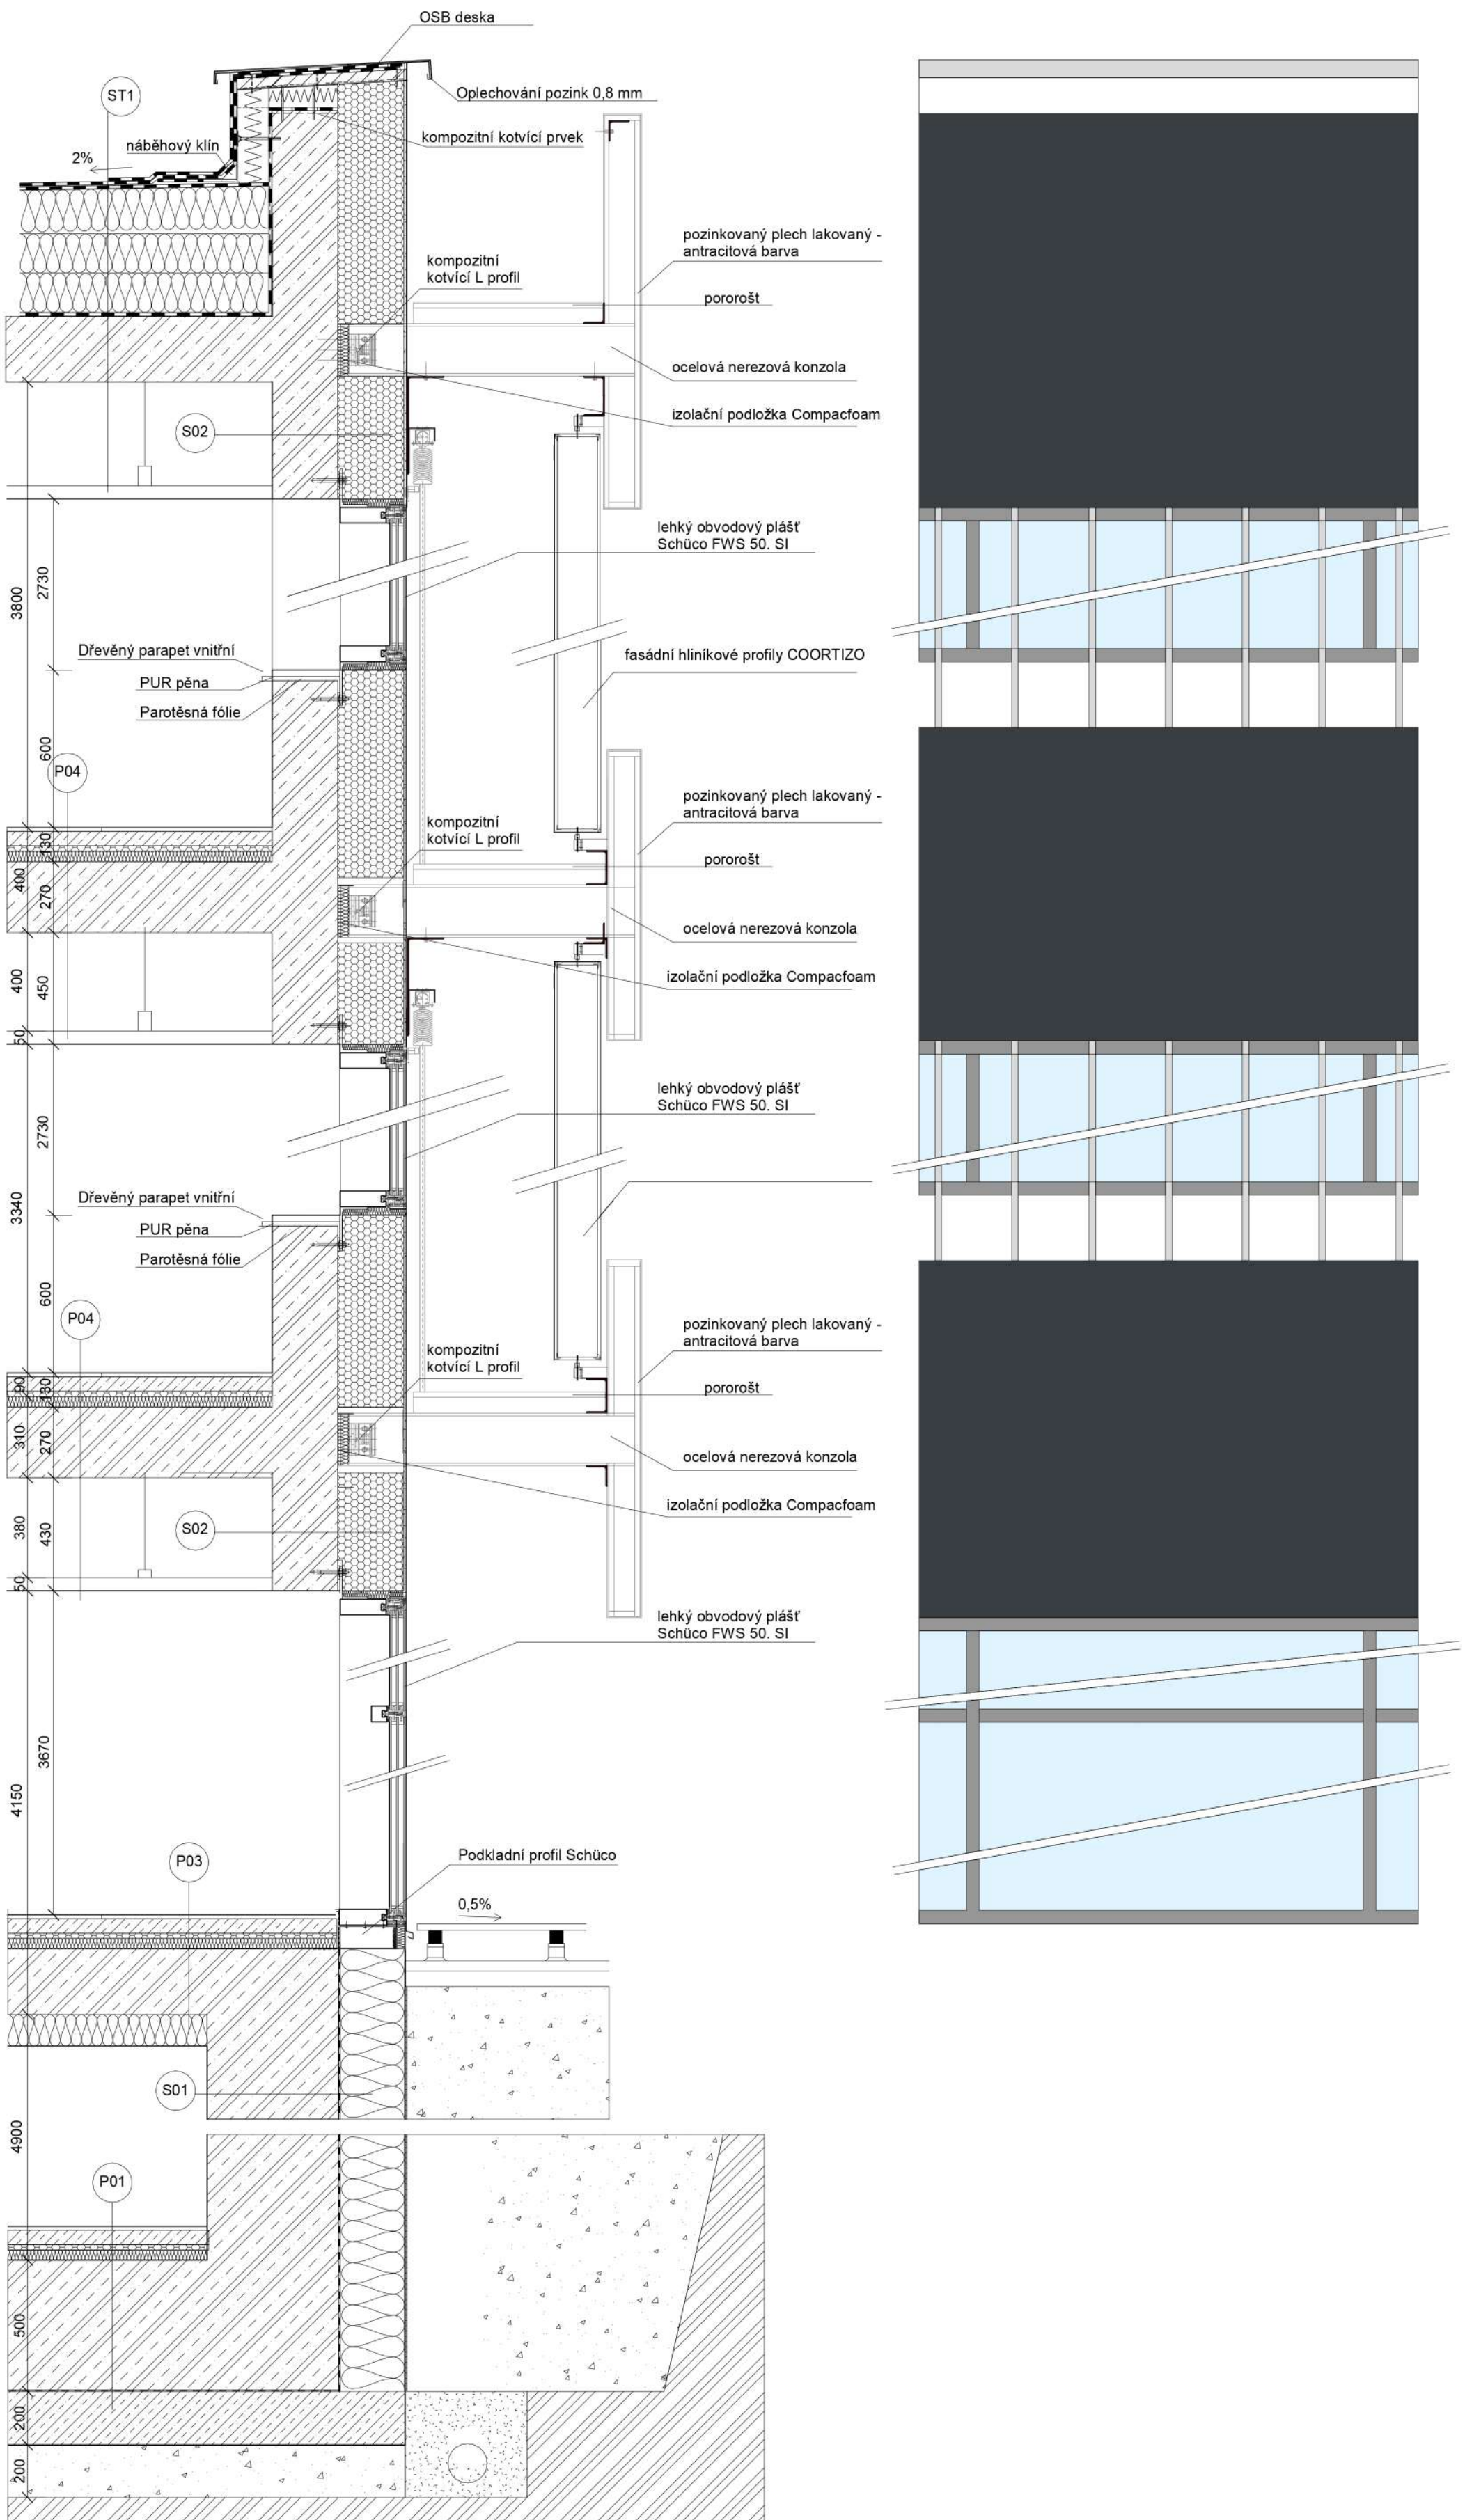 OSB deska
ST1
Oplechování pozink 0,8 mm
kompozitní kotvící prvek
náběhový klín
2%
pozinkovaný plech lakovaný -
antracitová barva
kompozitní
kotvící L profil
pororošt
ocelová nerezová konzola
izolační podložka Compacfoam
S02
lehký obvodový plášť
Schüco FWS 50. SI
3800
2730
Dřevěný parapet vnitřní
PUR pěna
Parotěsná fólie
fasádní hliníkové profily COORTIZO
600
P04
pozinkovaný plech lakovaný -
antracitová barva
kompozitní
kotvící L profil
130
400
270
pororošt
ocelová nerezová konzola
izolační podložka Compacfoam
400
450
50
lehký obvodový plášť
Schüco FWS 50. SI
2730
3340
Dřevěný parapet vnitřní
PUR pěna
Parotěsná fólie
600
P04
pozinkovaný plech lakovaný -
antracitová barva
kompozitní
kotvící L profil
90
130
310
270
pororošt
ocelová nerezová konzola
izolační podložka Compacfoam
380
430
S02
50
lehký obvodový plášť
Schüco FWS 50. SI
3670
4150
P03
Podkladní profil Schüco
0,5%
S01
4900
P01
500
200
200